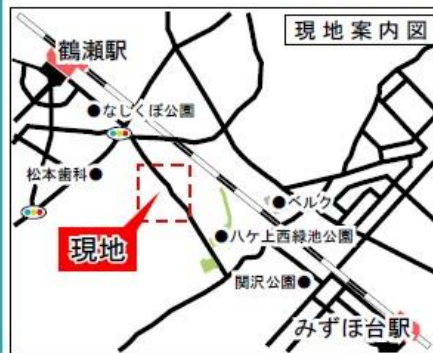 現地案内図
鶴瀬駅
●なしくぼ公園
松本歯科●
現地
●ベルク
●八ケ上西緑池公園
関沢公園●
みずほ台駅